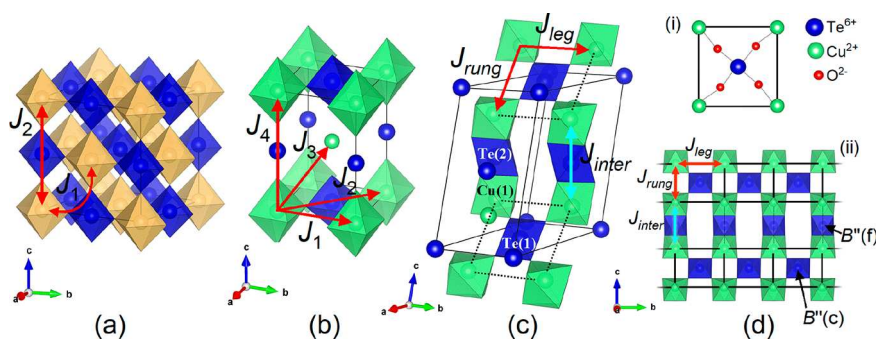 J2
J1
c
a
b
(a)
J4
J3
J2
J1
c
a
b
(b)
Jleg
Jrung
Te(2)
Jinter
Cu(1)
Te(1)
c
a
b
(c)
c
a
b
(i)
Te6+
Cu2+
O2-
(ii)
Jleg
Jrung
Jinter
B"(f)
B"(c)
(d)